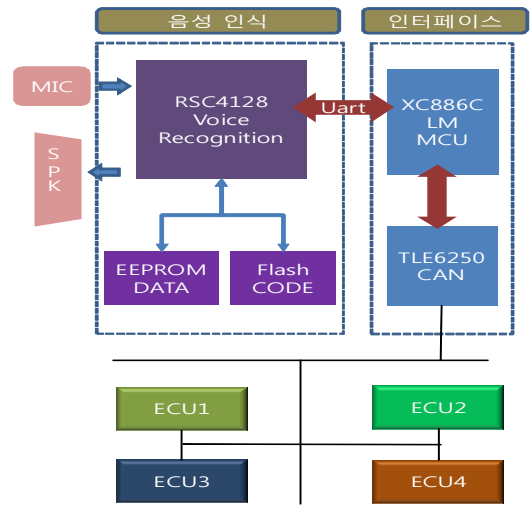 음성 인식
인터페이스
MIC
RSC4128
Voice
Recognition
Uart
XC886C
LM
MCU
S
P
K
EEPROM
DATA
Flash
CODE
TLE6250
CAN
ECU1
ECU2
ECU3
ECU4